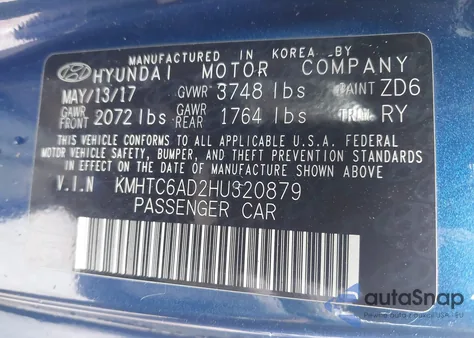 MANUFACTURED IN KOREA BY
HYUNDAI MOTOR COMPANY
MAY/13/17 GVWR 3748 lbs PAINT ZD6
GAWR FRONT 2072 lbs GAWR REAR 1764 lbs TRIM RY
THIS VEHICLE CONFORMS TO ALL APPLICABLE U.S.A. FEDERAL
MOTOR VEHICLE SAFETY, BUMPER, AND THEFT PREVENTION STANDARDS
IN EFFECT ON THE DATE OF MANUFACTURE SHOWN ABOVE.
V.I.N KMHTC6AD2HU320879
PASSENGER CAR
autoSnap